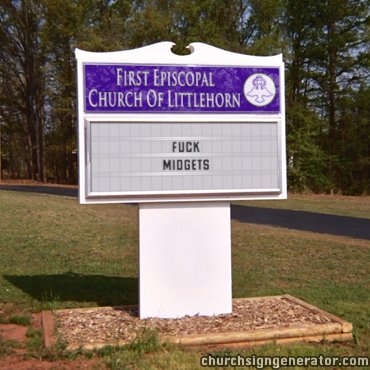 First Episcopal
Church Of Littlehorn
FUCK
MIDGETS
churchsigngenerator.com